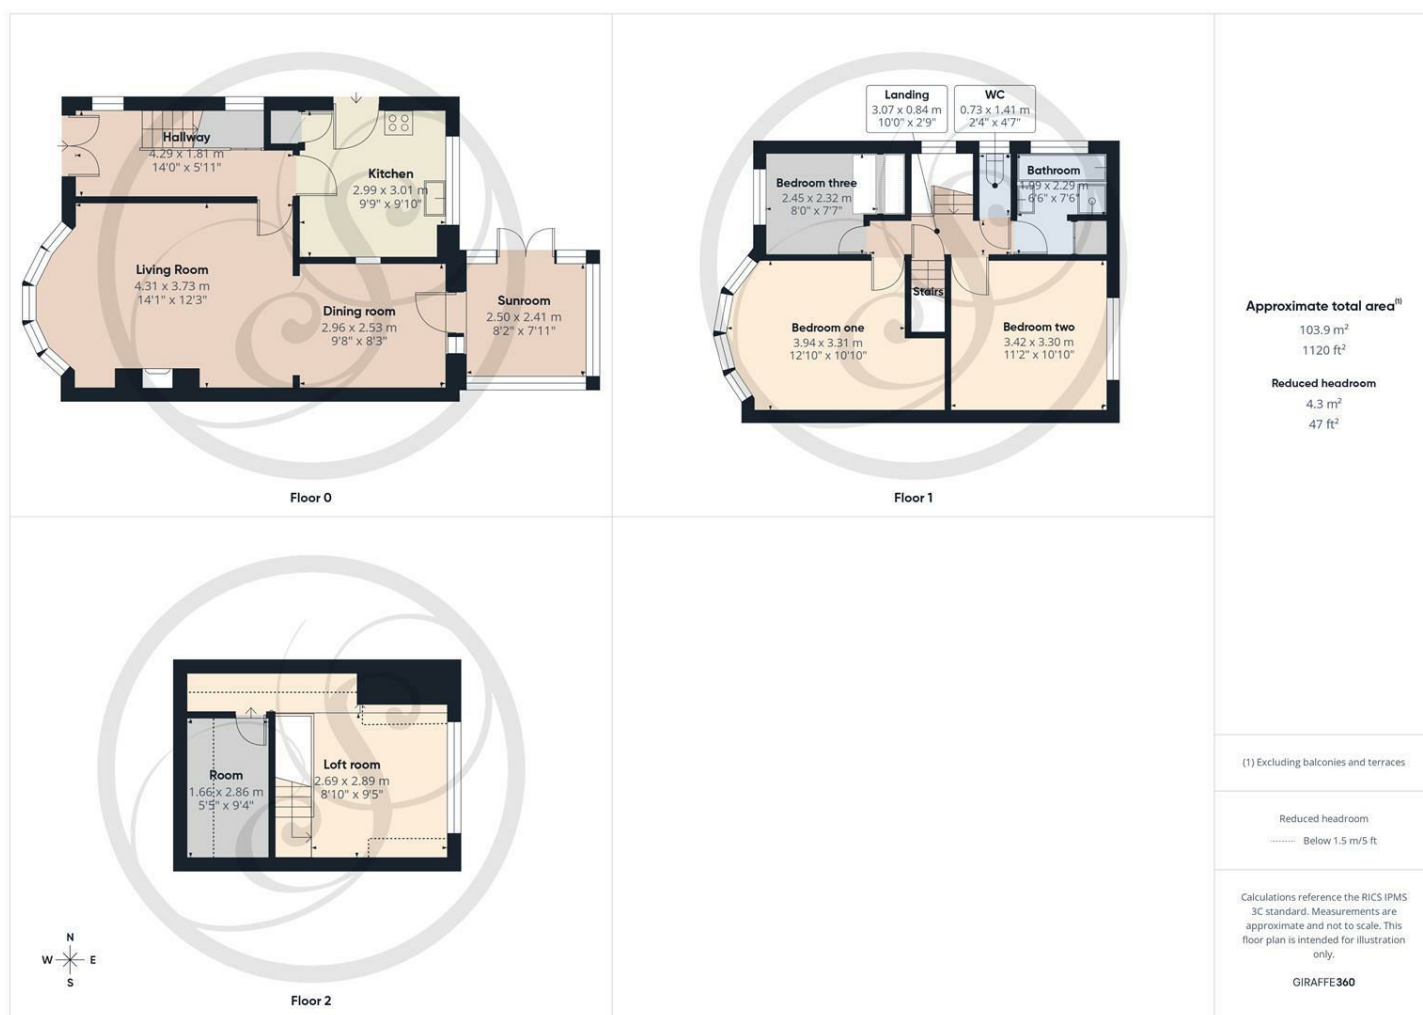 Hallway
4.29 x 1.81 m
14'0" x 5'11"
Kitchen
2.99 x 3.01 m
9'9" x 9'10"
Living Room
4.31 x 3.73 m
14'1" x 12'3"
Dining room
2.96 x 2.53 m
9'8" x 8'3"
Sunroom
2.50 x 2.41 m
8'2" x 7'11"
Floor 0
Landing
3.07 x 0.84 m
10'0" x 2'9"
WC
0.73 x 1.41 m
2'4" x 4'7"
Bedroom three
2.45 x 2.32 m
8'0" x 7'7"
Bathroom
1.99 x 2.29 m
6'6" x 7'6"
Stairs
Bedroom one
3.94 x 3.31 m
12'10" x 10'10"
Bedroom two
3.42 x 3.30 m
11'2" x 10'10"
Floor 1
Approximate total area(1)
103.9 m²
1120 ft²
Reduced headroom
4.3 m²
47 ft²
Room
1.66 x 2.86 m
5'5" x 9'4"
Loft room
2.69 x 2.89 m
8'10" x 9'5"
N
W E
S
Floor 2
(1) Excluding balconies and terraces
Reduced headroom
Below 1.5 m/5 ft
Calculations reference the RICS IPMS
3C standard. Measurements are
approximate and not to scale. This
floor plan is intended for illustration
only.
GIRAFFE360